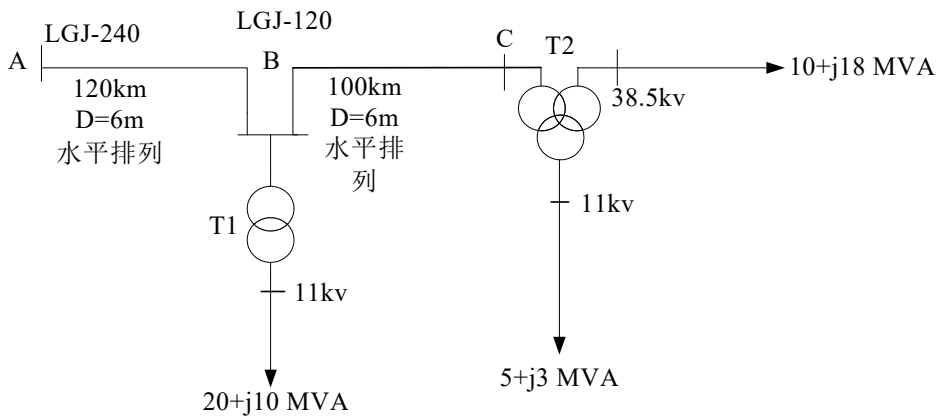 LGJ-240
LGJ-120
A
B
C
T2
120km
D=6m
水平排列
100km
D=6m
水平排
列
38.5kv
10+j18 MVA
T1
11kv
11kv
20+j10 MVA
5+j3 MVA